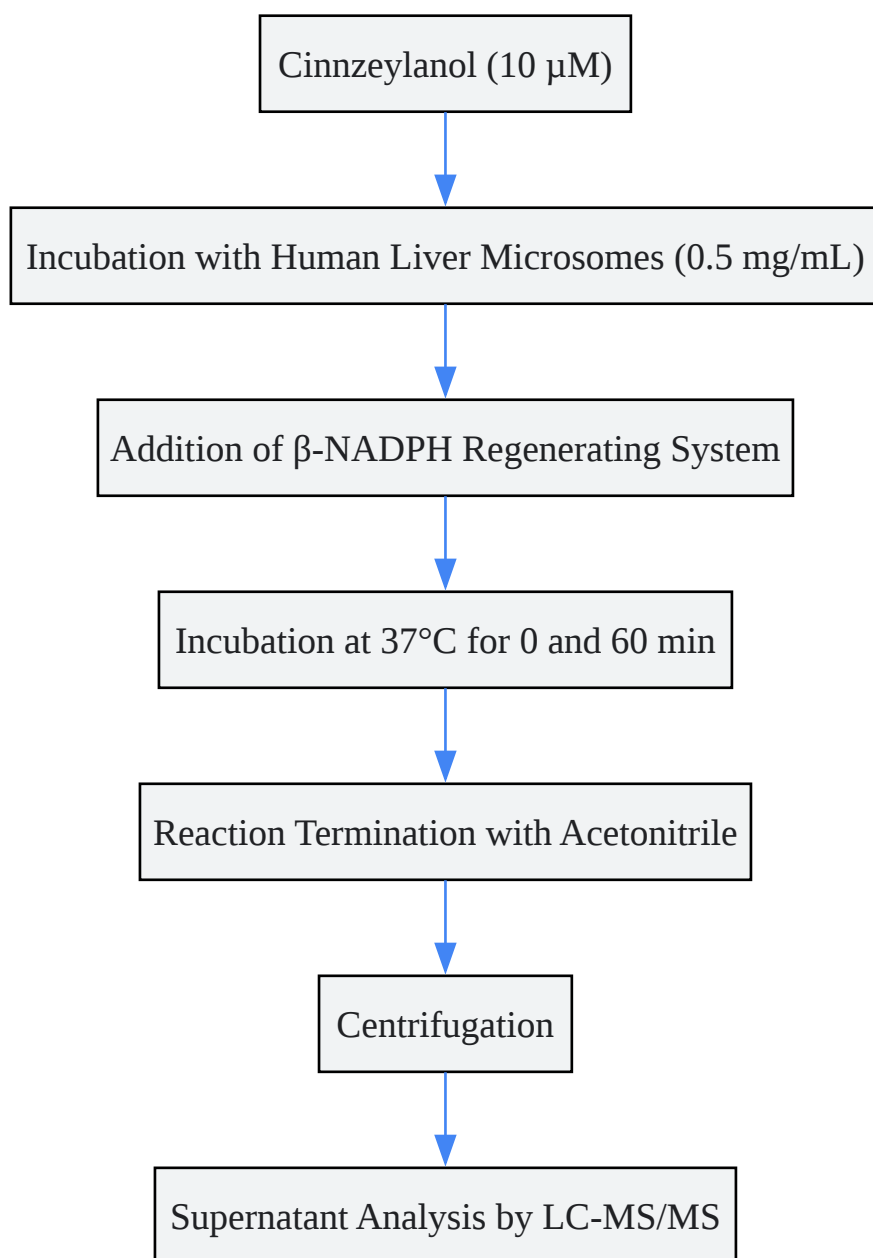 Cinnzeylanol (10 µM)
Incubation with Human Liver Microsomes (0.5 mg/mL)
Addition of β-NADPH Regenerating System
Incubation at 37°C for 0 and 60 min
Reaction Termination with Acetonitrile
Centrifugation
Supernatant Analysis by LC-MS/MS